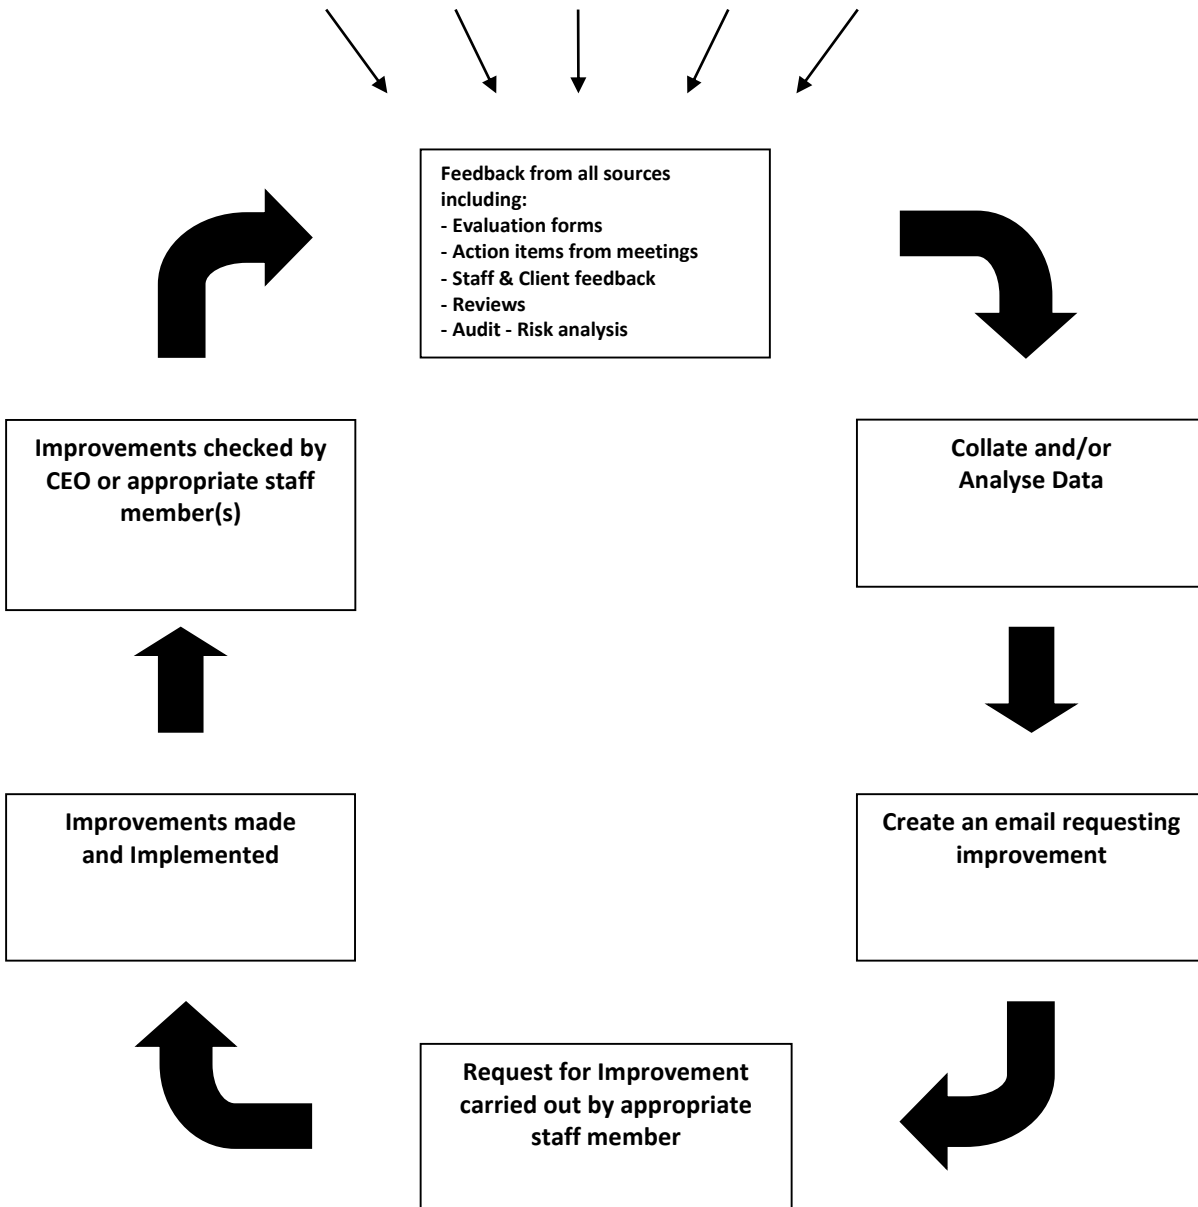 Feedback from all sources
including:
- Evaluation forms
- Action items from meetings
- Staff & Client feedback
- Reviews
- Audit - Risk analysis
Improvements checked by
CEO or appropriate staff
member(s)
Collate and/or
Analyse Data
Improvements made
and Implemented
Create an email requesting
improvement
Request for Improvement
carried out by appropriate
staff member